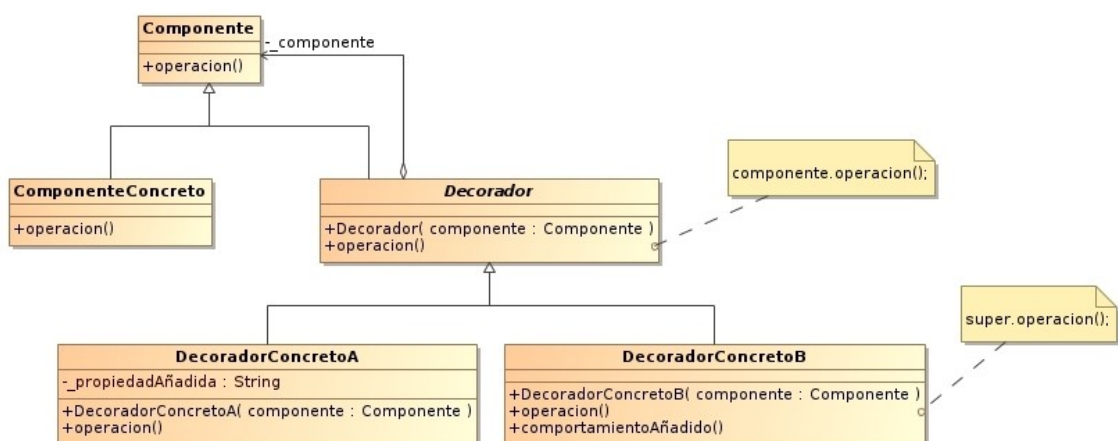 Componente
-_componente
+operacion()
ComponenteConcreto
+operacion()
Decorador
+Decorador( componente : Componente )
+operacion()
componente.operacion();
super.operacion();
DecoradorConcretoA
-_propiedadAñadida : String
+DecoradorConcretoA( componente : Componente )
+operacion()
DecoradorConcretoB
+DecoradorConcretoB( componente : Componente )
+operacion()
+comportamientoAñadido()